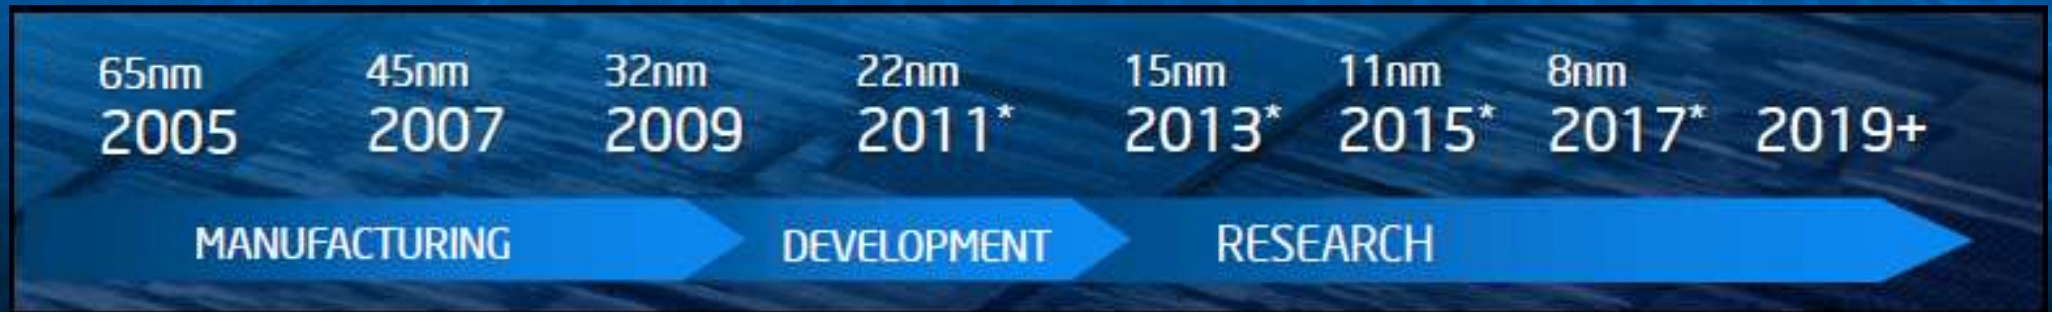 65nm 45nm 32nm 22nm 15nm 11nm 8nm
2005 2007 2009 2011* 2013* 2015* 2017* 2019+
MANUFACTURING DEVELOPMENT RESEARCH